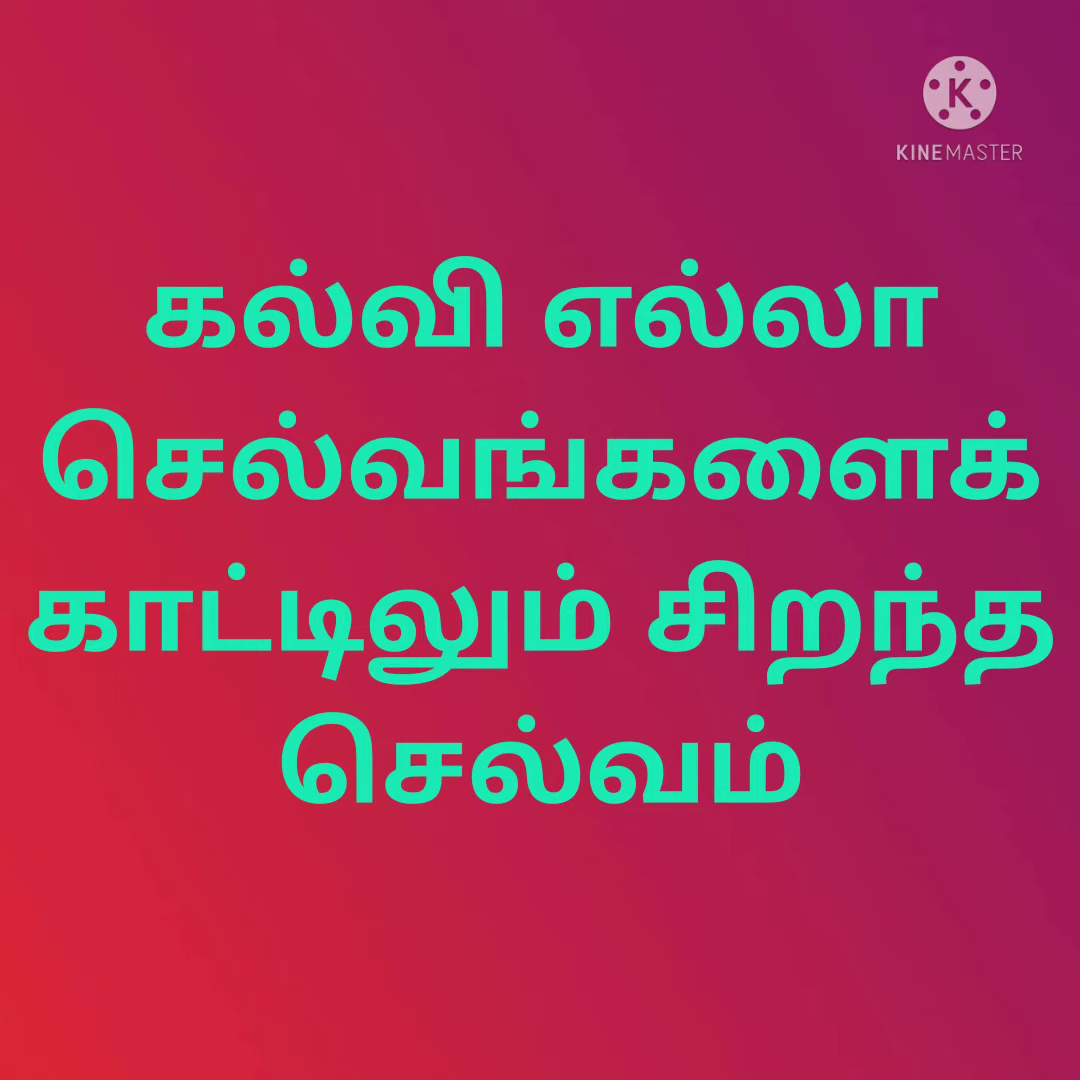 K
KINEMASTER
கல்வி எல்லா
செல்வங்களைக்
காட்டிலும் சிறந்த
செல்வம்